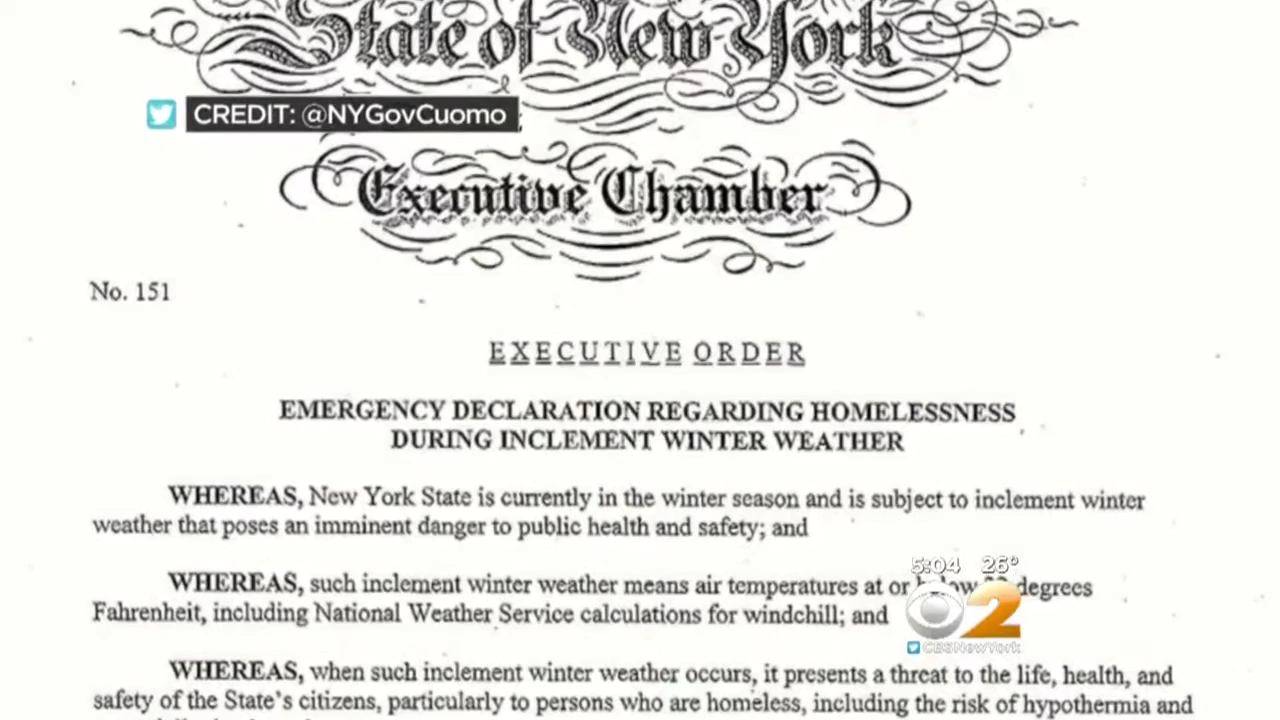 State of New York
CREDIT: @NYGovCuomo
Executive Chamber
No. 151
EXECUTIVE ORDER
EMERGENCY DECLARATION REGARDING HOMELESSNESS
DURING INCLEMENT WINTER WEATHER
WHEREAS, New York State is currently in the winter season and is subject to inclement winter
weather that poses an imminent danger to public health and safety; and
WHEREAS, such inclement winter weather means air temperatures at or below degrees
Fahrenheit, including National Weather Service calculations for windchill; and
5:04 26°
2
CBSNewYork
WHEREAS, when such inclement winter weather occurs, it presents a threat to the life, health, and
safety of the State's citizens, particularly to persons who are homeless, including the risk of hypothermia and